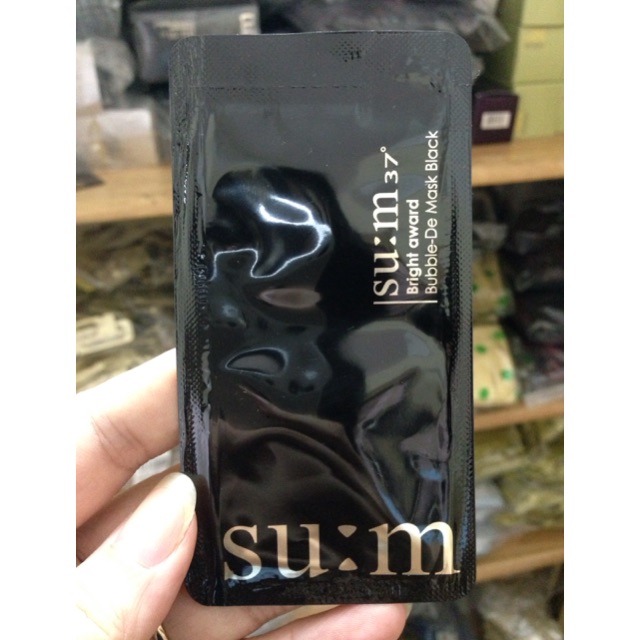 su:m 37°
Bright award
Bubble-De Mask Black
su:m